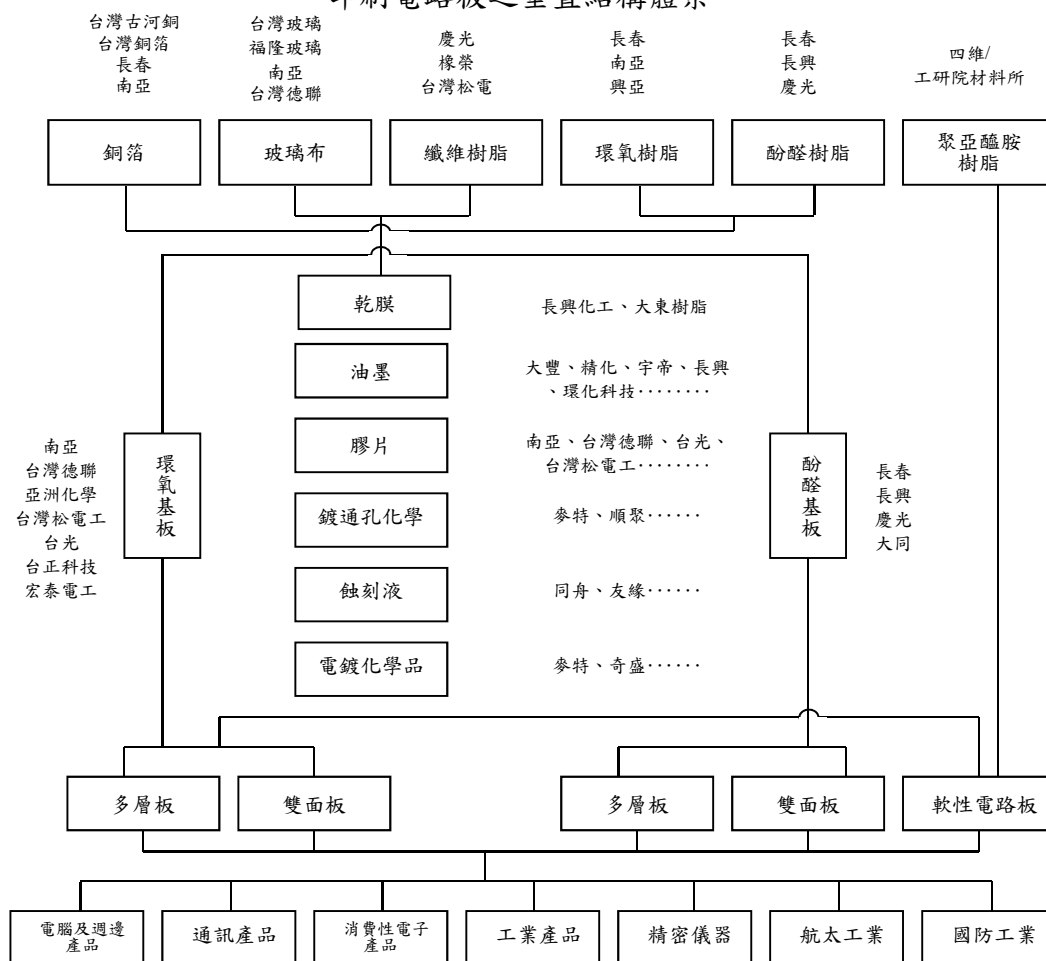 台灣古河銅
台灣銅箔
長春
南亞
台灣玻璃
福隆玻璃
南亞
台灣德聯
慶光
橡榮
台灣松電
長春
南亞
興亞
長春
長興
慶光
四維/
工研院材料所
銅箔
玻璃布
纖維樹脂
環氧樹脂
酚醛樹脂
聚亞醯胺
樹脂
乾膜
長興化工、大東樹脂
油墨
大豐、精化、宇帝、長興
、環化科技‧‧‧‧‧‧‧‧
膠片
南亞、台灣德聯、台光、
台灣松電工‧‧‧‧‧‧‧‧
鍍通孔化學
麥特、順聚‧‧‧‧‧‧
蝕刻液
同舟、友緣‧‧‧‧‧‧
電鍍化學品
麥特、奇盛‧‧‧‧‧‧
南亞
台灣德聯
亞洲化學
台灣松電工
台光
台正科技
宏泰電工
環氧基板
酚醛基板
長春
長興
慶光
大同
多層板
雙面板
多層板
雙面板
軟性電路板
電腦及週邊
產品
通訊產品
消費性電子
產品
工業產品
精密儀器
航太工業
國防工業